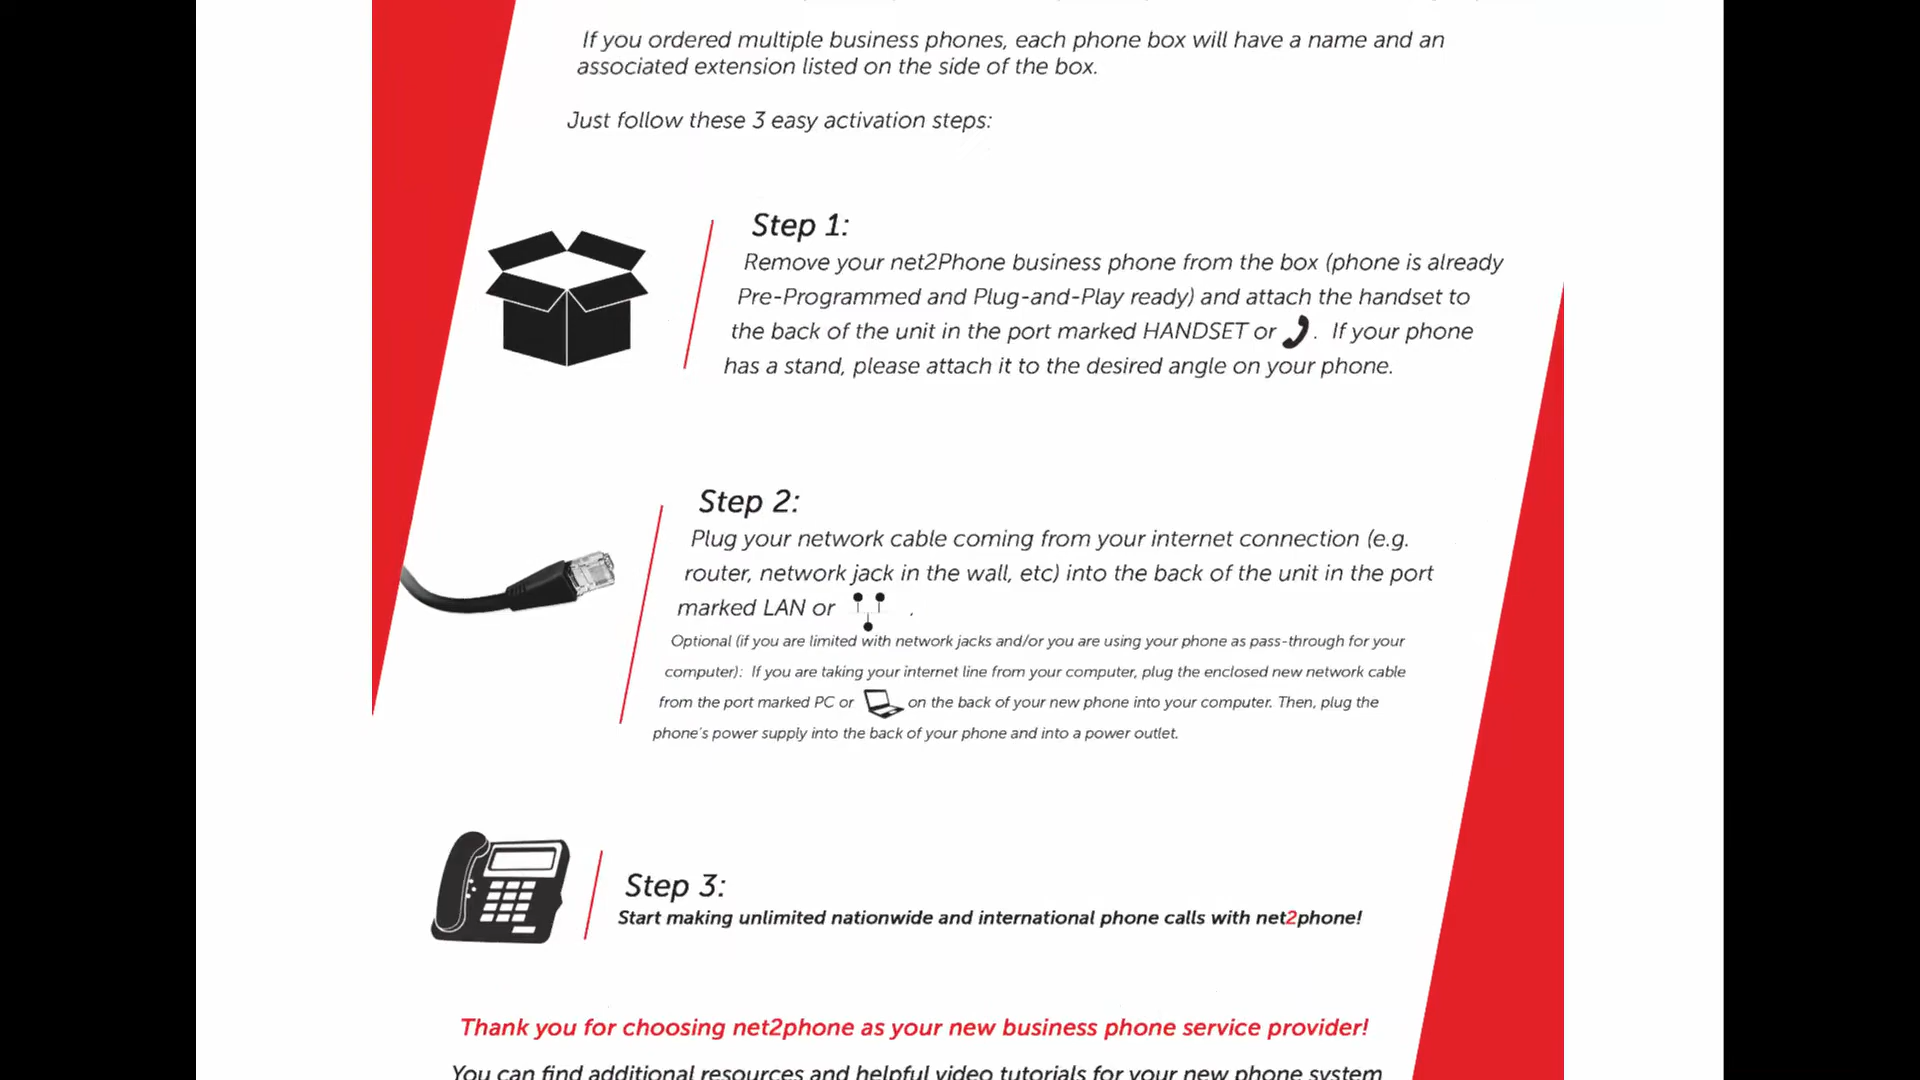 If you ordered multiple business phones, each phone box will have a name and an
associated extension listed on the side of the box.
Just follow these 3 easy activation steps:
Step 1:
Remove your net2Phone business phone from the box (phone is already
Pre-Programmed and Plug-and-Play ready) and attach the handset to
the back of the unit in the port marked HANDSET or . If your phone
has a stand, please attach it to the desired angle on your phone.
Step 2:
Plug your network cable coming from your internet connection (e.g.
router, network jack in the wall, etc) into the back of the unit in the port
marked LAN or .
Optional (if you are limited with network jacks and/or you are using your phone as pass-through for your
computer): If you are taking your internet line from your computer, plug the enclosed new network cable
from the port marked PC or on the back of your new phone into your computer. Then, plug the
phone's power supply into the back of your phone and into a power outlet.
Step 3:
Start making unlimited nationwide and international phone calls with net2phone!
Thank you for choosing net2phone as your new business phone service provider!
You can find additional resources and helpful video tutorials for your new phone system